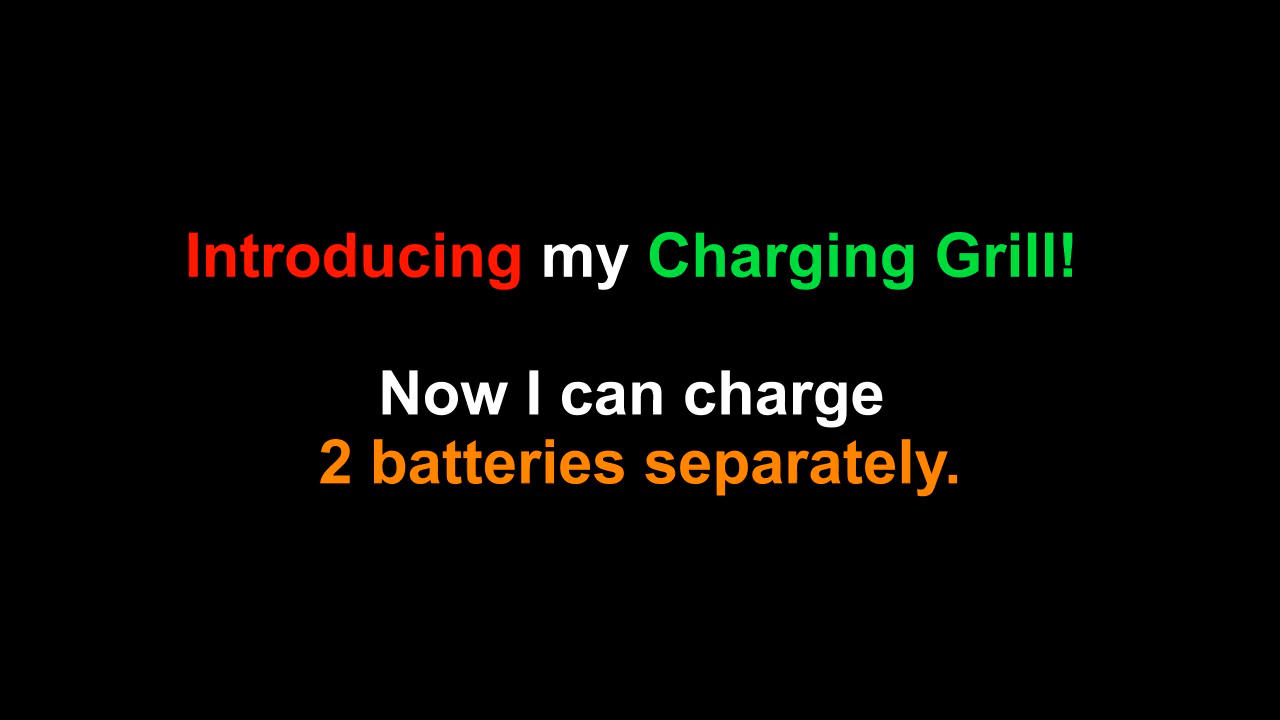 Introducing my Charging Grill!
Now I can charge
2 batteries separately.